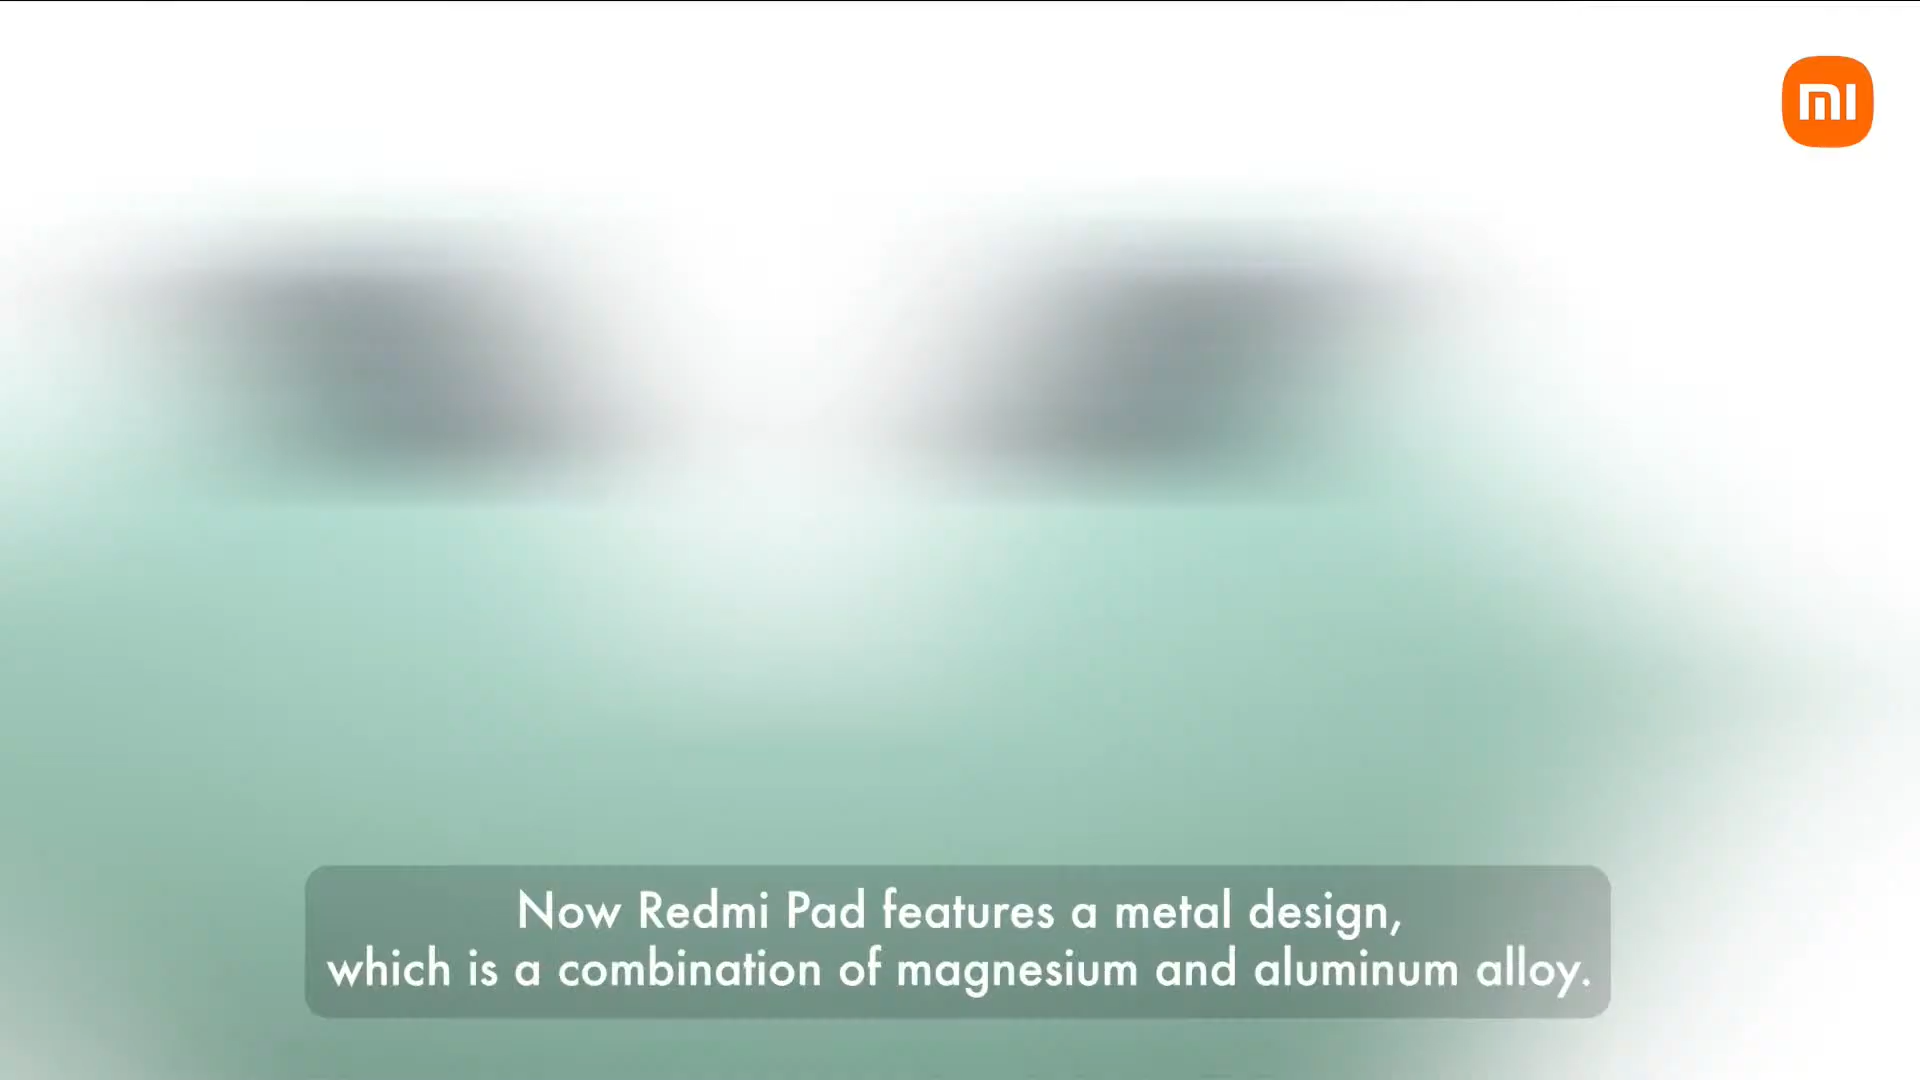 mi
Now Redmi Pad features a metal design,
which is a combination of magnesium and aluminum alloy.